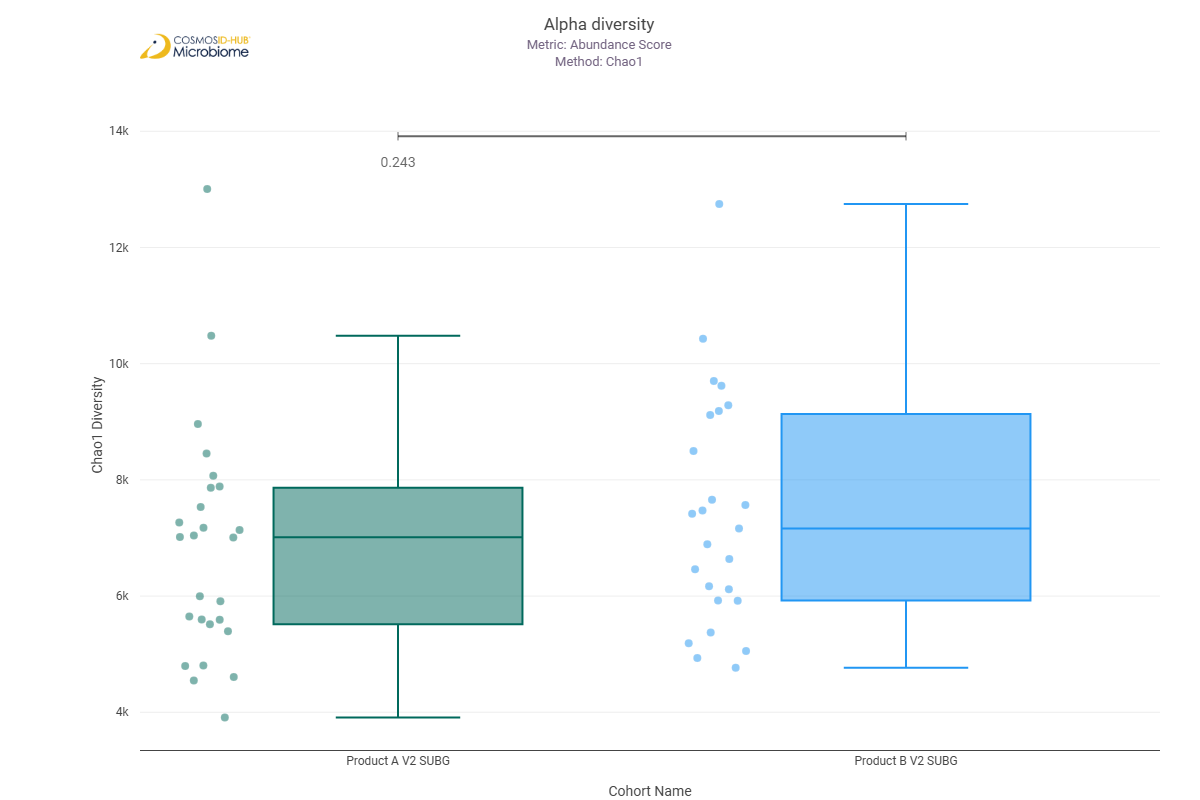 Alpha diversity
COSMOSID-HUB®
Microbiome
Metric: Abundance Score
Method: Chao1
14k
0.243
12k
10k
Chao1 Diversity
8k
6k
4k
Product A V2 SUBG
Product B V2 SUBG
Cohort Name